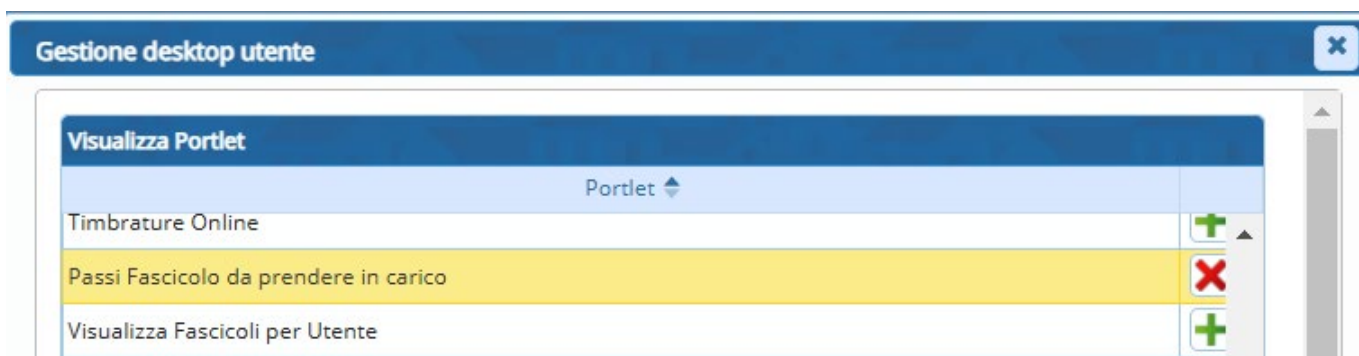 Gestione desktop utente
Visualizza Portlet
Portlet
Timbrature Online
Passi Fascicolo da prendere in carico
Visualizza Fascicoli per Utente